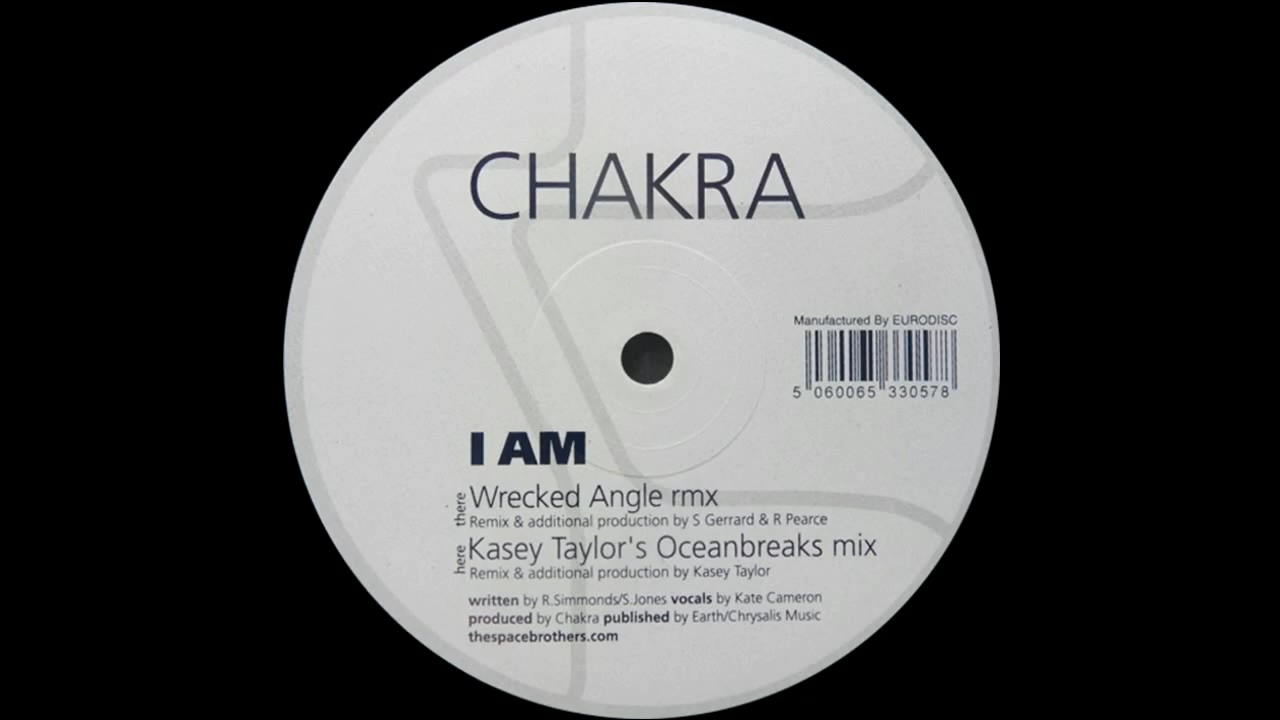 CHAKRA
Manufactured By EURODISC
5 060065 330578
I AM
there
Wrecked Angle rmx
Remix & additional production by S Gerrard & R Pearce
here
Kasey Taylor's Oceanbreaks mix
Remix & additional production by Kasey Taylor
written by R.Simmonds/S.Jones vocals by Kate Cameron
produced by Chakra published by Earth/Chrysalis Music
thespacebrothers.com